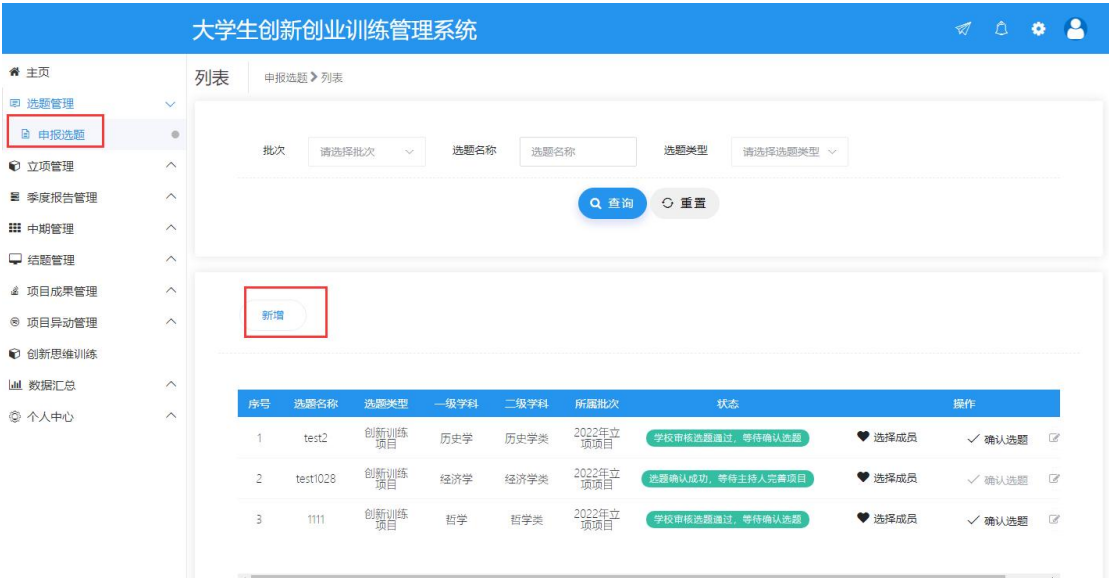 大学生创新创业训练管理系统
主页
选题管理
申报选题
立项管理
季度报告管理
中期管理
结题管理
项目成果管理
项目异动管理
创新思维训练
数据汇总
个人中心
列表 申报选题 列表
批次 请选择批次 选题名称 选题名称 选题类型 请选择选题类型
查询 重置
新增
序号 选题名称 选题类型 一级学科 二级学科 所属批次 状态 操作
1 test2 创新训练项目 历史学 历史学类 2022年立项项目 学校审核选题通过，等待确认选题 选择成员 确认选题
2 test1028 创新训练项目 经济学 经济学类 2022年立项项目 选题确认成功，等待主持人完善项目 选择成员 确认选题
3 1111 创新训练项目 哲学 哲学类 2022年立项项目 学校审核选题通过，等待确认选题 选择成员 确认选题